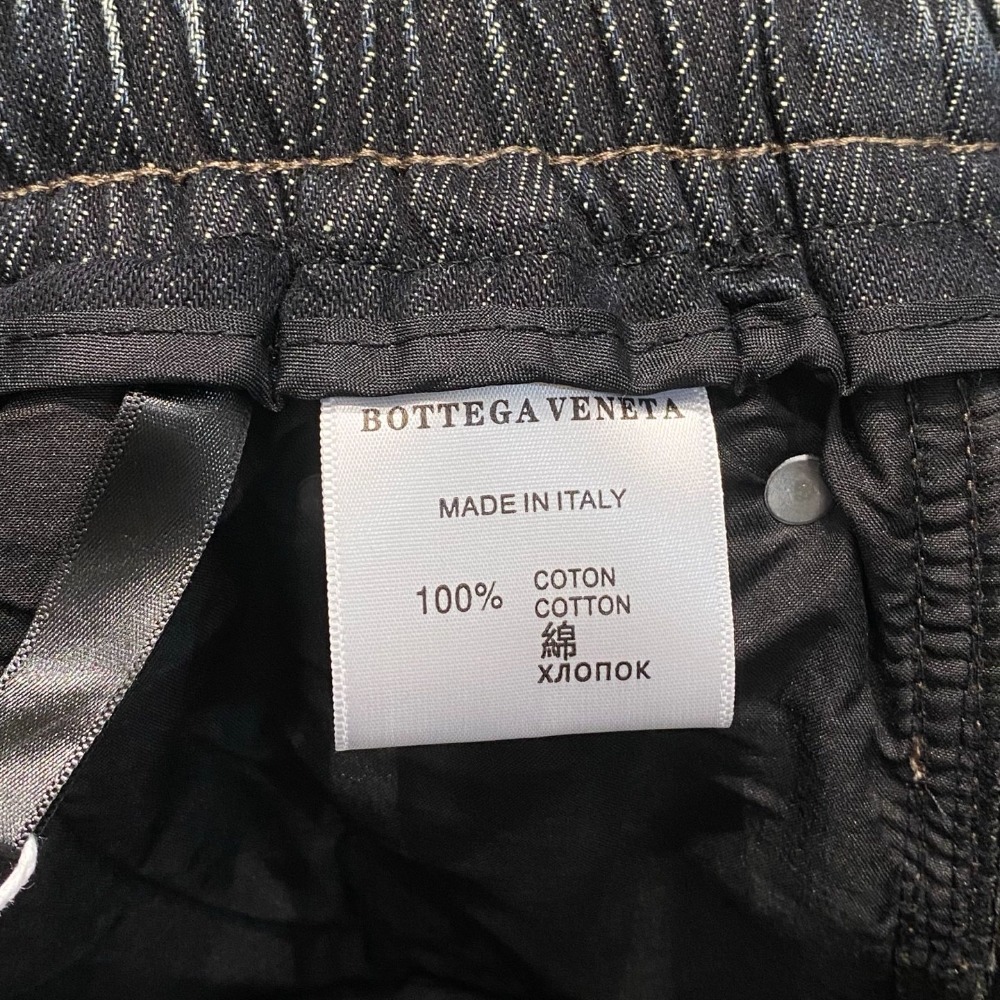 BOTTEGA VENETA
MADE IN ITALY
100% COTON
COTTON
綿
хлопок